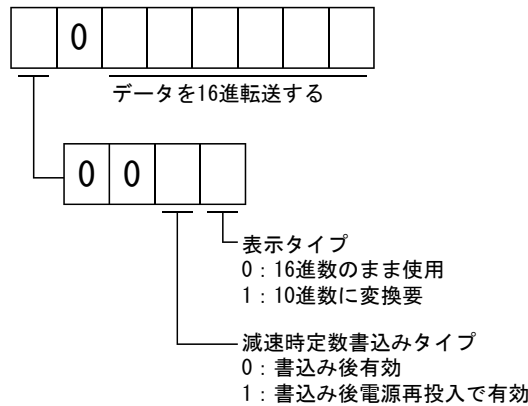 0
データを16進転送する
0 0
表示タイプ
0：16進数のまま使用
1：10進数に変換要
減速時定数書込みタイプ
0：書込み後有効
1：書込み後電源再投入で有効